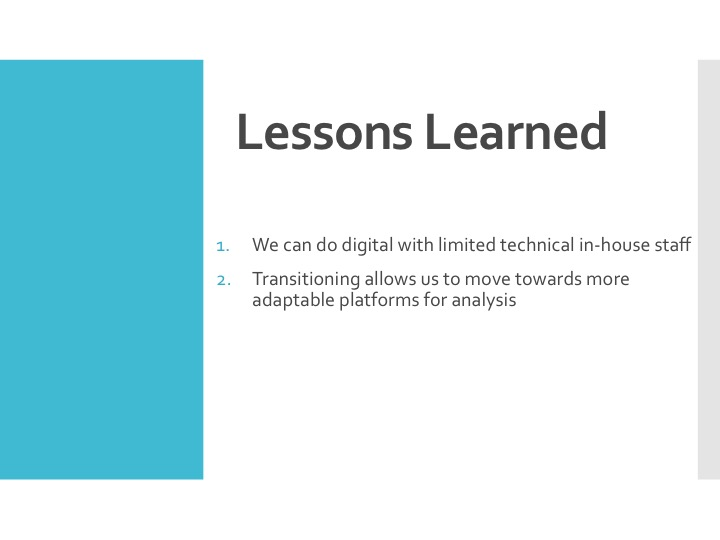 Lessons Learned
1. We can do digital with limited technical in-house staff
2. Transitioning allows us to move towards more
adaptable platforms for analysis